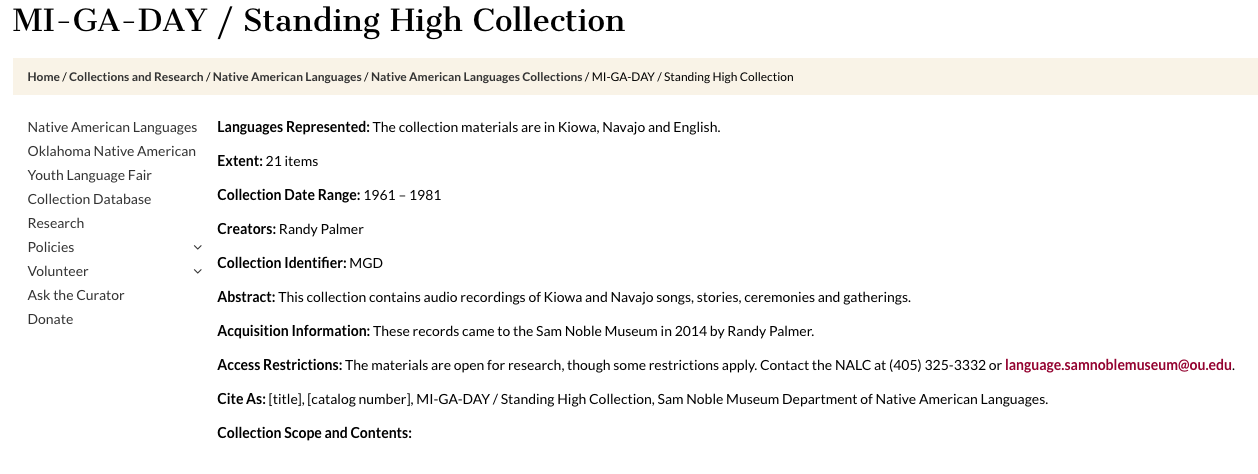 MI-GA-DAY / Standing High Collection
Home / Collections and Research / Native American Languages / Native American Languages Collections / MI-GA-DAY / Standing High Collection
Native American Languages
Oklahoma Native American
Youth Language Fair
Collection Database
Research
Policies
Volunteer
Ask the Curator
Donate
Languages Represented: The collection materials are in Kiowa, Navajo and English.
Extent: 21 items
Collection Date Range: 1961 – 1981
Creators: Randy Palmer
Collection Identifier: MGD
Abstract: This collection contains audio recordings of Kiowa and Navajo songs, stories, ceremonies and gatherings.
Acquisition Information: These records came to the Sam Noble Museum in 2014 by Randy Palmer.
Access Restrictions: The materials are open for research, though some restrictions apply. Contact the NALC at (405) 325-3332 or language.samnoblemuseum@ou.edu.
Cite As: [title], [catalog number], MI-GA-DAY / Standing High Collection, Sam Noble Museum Department of Native American Languages.
Collection Scope and Contents: